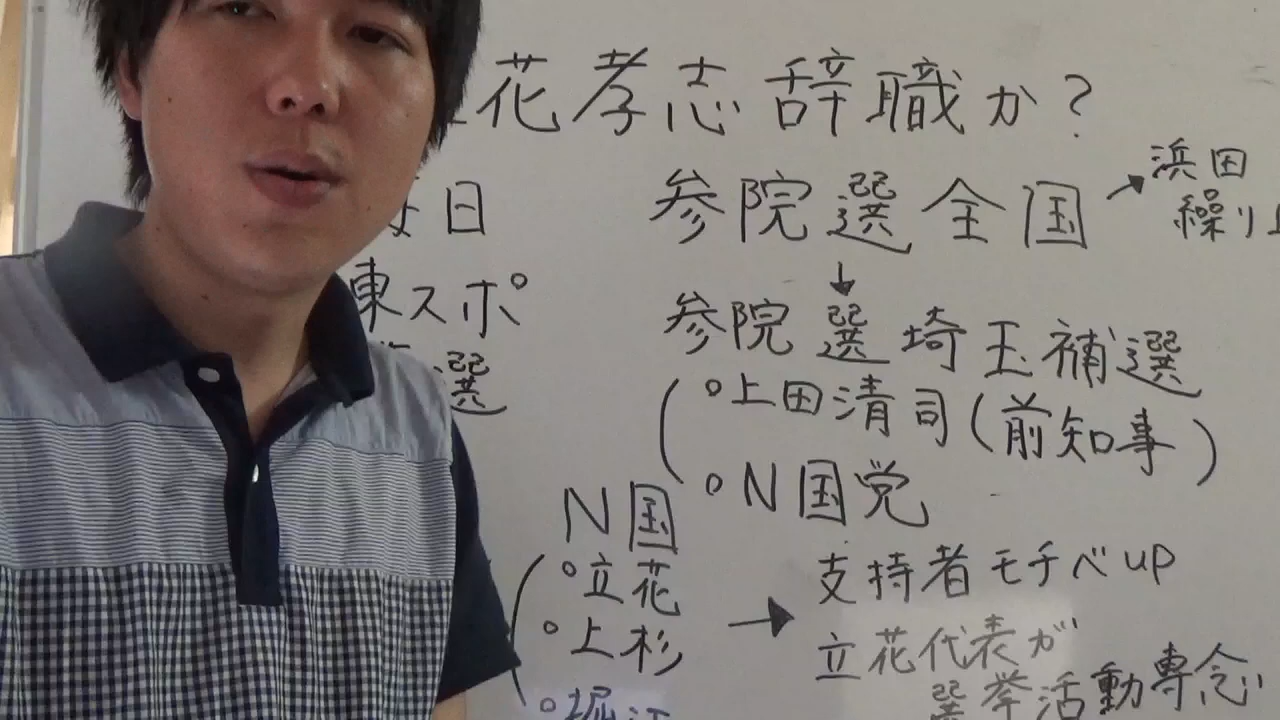 花孝志辞職か?
日
東スポ
選
参院選全国
→浜田
繰り上
↓
参院選埼玉補選
(°上田清司(前知事)
°N国党
N国
(°立花
°上杉
°堀江
→支持者モチベup
立花代表が
選挙活動専念